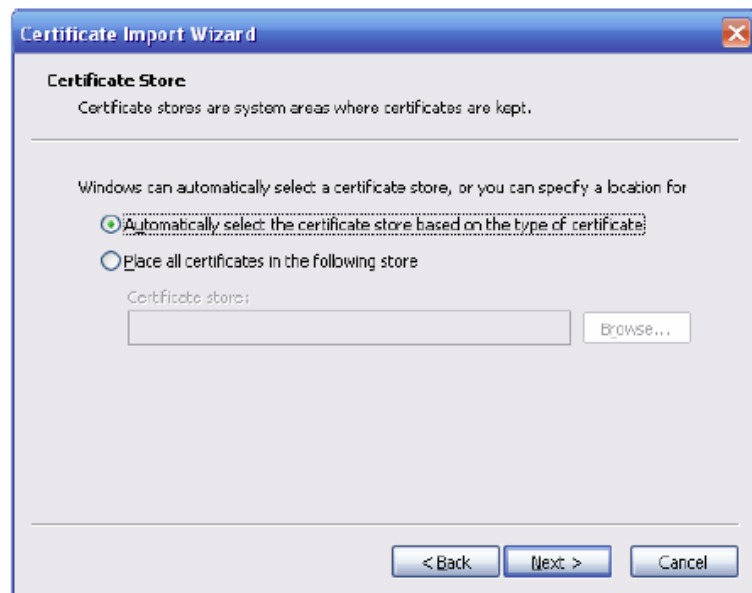 Certificate Import Wizard
Certificate Store
Certificate stores are system areas where certificates are kept.
Windows can automatically select a certificate store, or you can specify a location for
Automatically select the certificate store based on the type of certificate
Place all certificates in the following store
Certificate store:
Browse...
< Back
Next >
Cancel